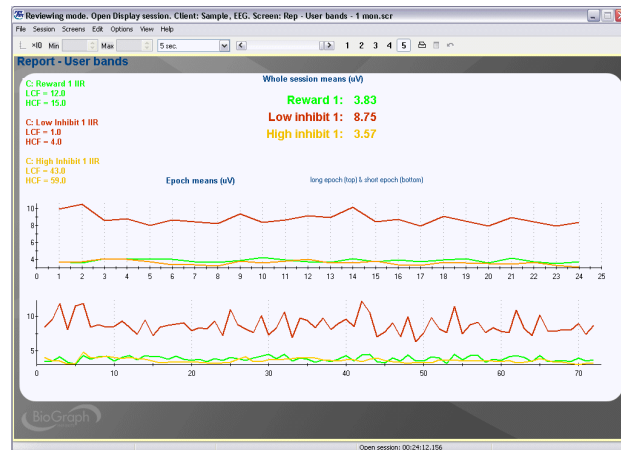 Reviewing mode. Open Display session. Client: Sample, EEG. Screen: Rep - User bands - 1 mon.scr
File Session Screens Edit Options View Help
×10 Min Max 5 sec. 1 2 3 4 5
Report - User bands
Whole session means (uV)
C: Reward 1 IIR
LCF = 12.0
HCF = 15.0
Reward 1: 3.83
Low inhibit 1: 8.75
High inhibit 1: 3.57
C: Low Inhibit 1 IIR
LCF = 1.0
HCF = 4.0
C: High Inhibit 1 IIR
LCF = 43.0
HCF = 59.0
Epoch means (uV)
long epoch (top) & short epoch (bottom)
10
8
6
4
0 1 2 3 4 5 6 7 8 9 10 11 12 13 14 15 16 17 18 19 20 21 22 23 24 25
10
5
0 10 20 30 40 50 60 70
BioGraph
Open session: 00:24:12.156